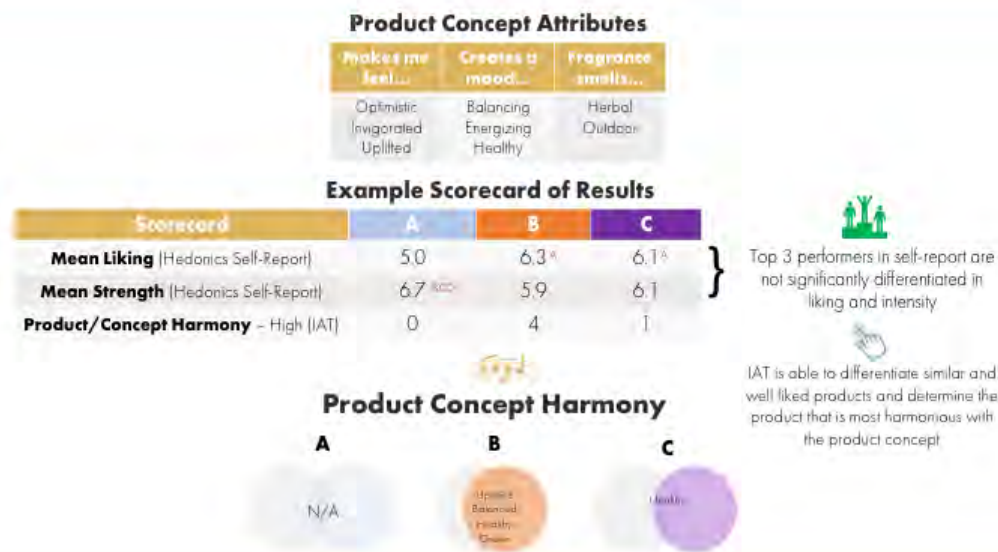 Product Concept Attributes
Makes me Creates a Fragrance
feel... mood... smells...
Optimistic Balancing Herbal
Invigorated Energizing Outdoor
Uplifted Healthy
Example Scorecard of Results
Scorecard A B C
Mean Liking (Hedonics Self-Report) 5.0 6.3 6.1
Mean Strength (Hedonics Self-Report) 6.7 5.9 6.1
Product/Concept Harmony – High (IAT) 0 4 1
Top 3 performers in self-report are
not significantly differentiated in
liking and intensity
IAT is able to differentiate similar and
well liked products and determine the
product that is most harmonious with
the product concept
Product Concept Harmony
A B C
N/A
Balanced
Healthy
Healthy